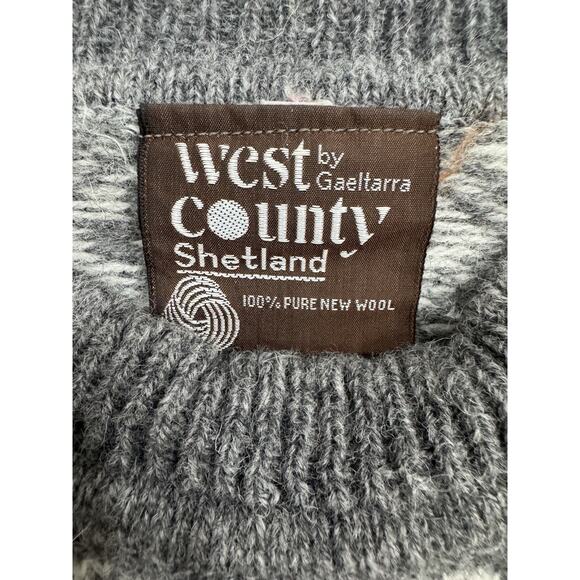 west by Gaeltarra
county
Shetland
100% PURE NEW WOOL